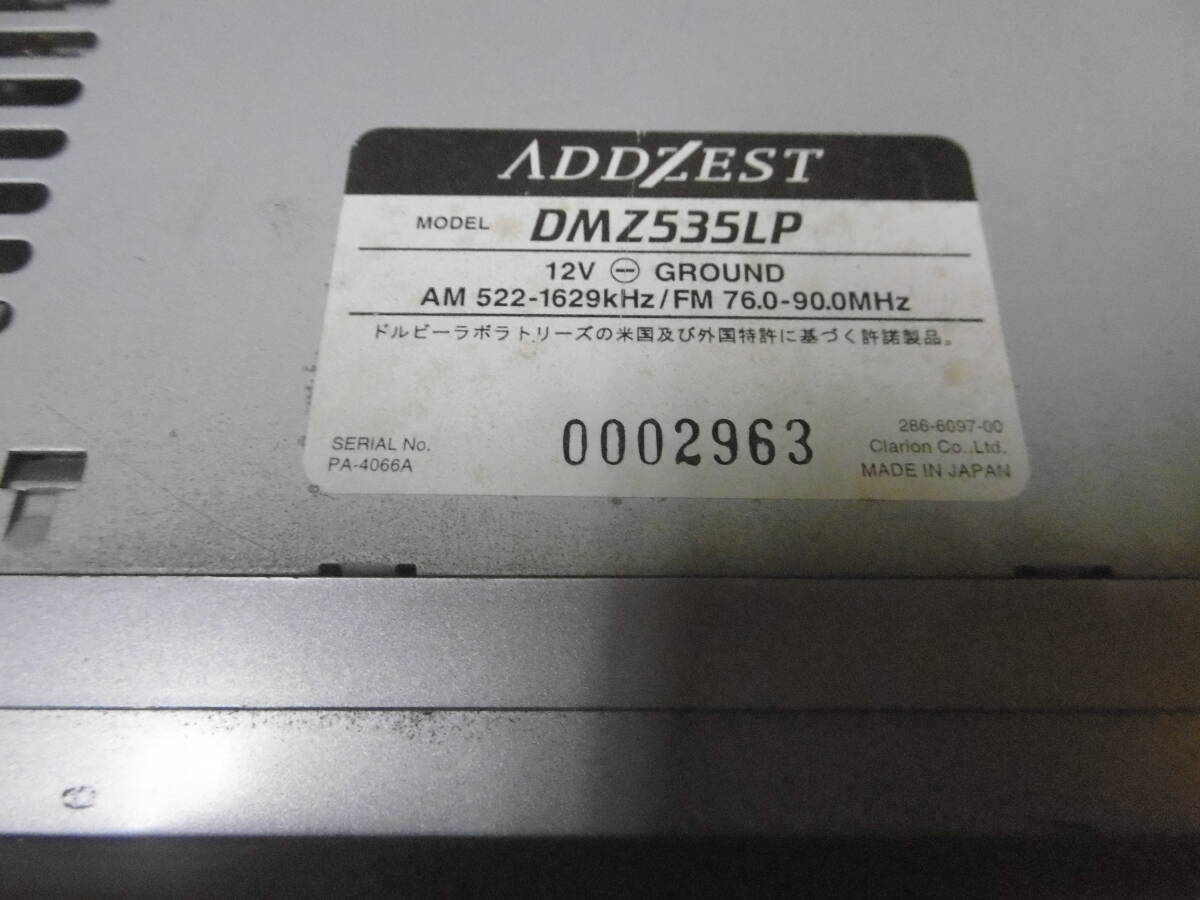 ADDZEST
MODEL DMZ535LP
12V ⊖ GROUND
AM 522-1629kHz/FM 76.0-90.0MHz
ドルビーラボラトリーズの米国及び外国特許に基づく許諾製品。
SERIAL No.
PA-4066A
0002963
286-6097-00
Clarion Co.,Ltd.
MADE IN JAPAN